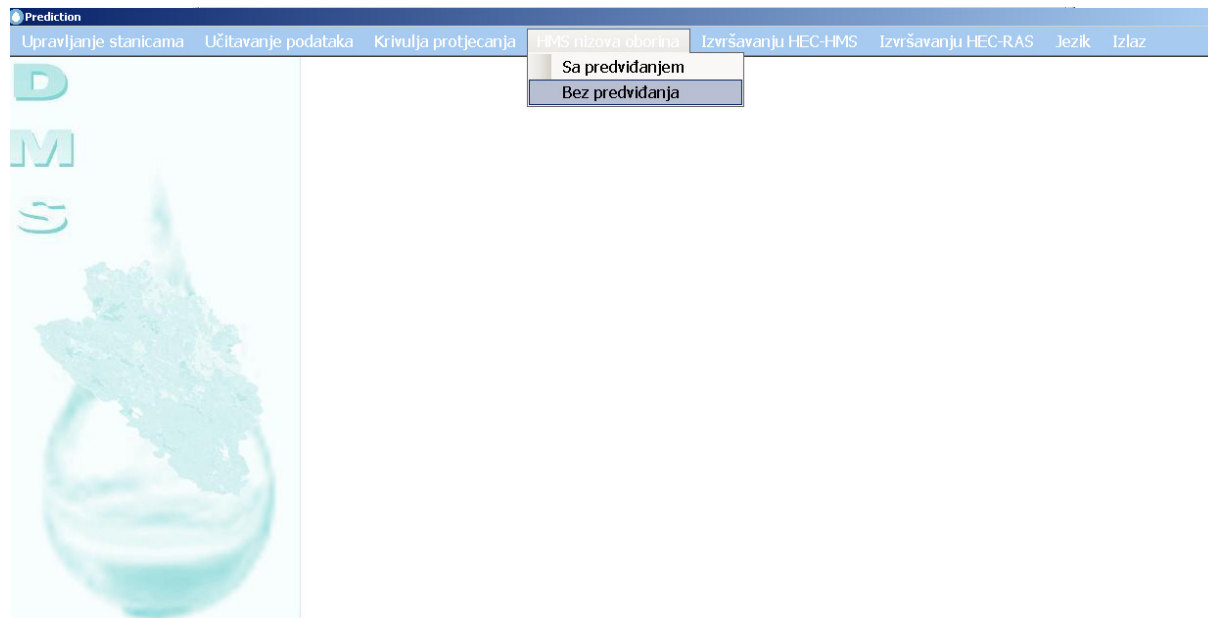 Prediction
Upravljanje stanicama Učitavanje podataka Krivulja protjecanja HMS nizova oborina Izvršavanju HEC-HMS Izvršavanju HEC-RAS Jezik Izlaz
Sa predviđanjem
Bez predviđanja
D
M
S